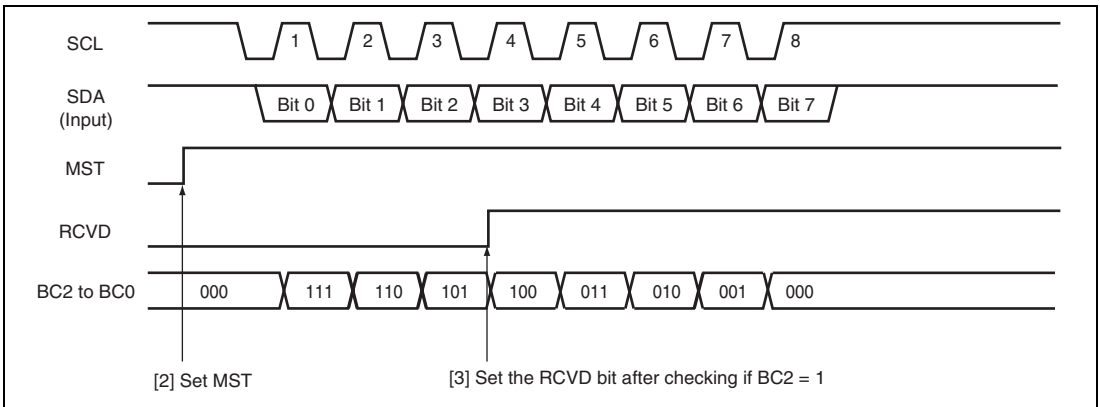 SCL 1 2 3 4 5 6 7 8
SDA
(Input) Bit 0 Bit 1 Bit 2 Bit 3 Bit 4 Bit 5 Bit 6 Bit 7
MST
RCVD
BC2 to BC0 000 111 110 101 100 011 010 001 000
[2] Set MST [3] Set the RCVD bit after checking if BC2 = 1